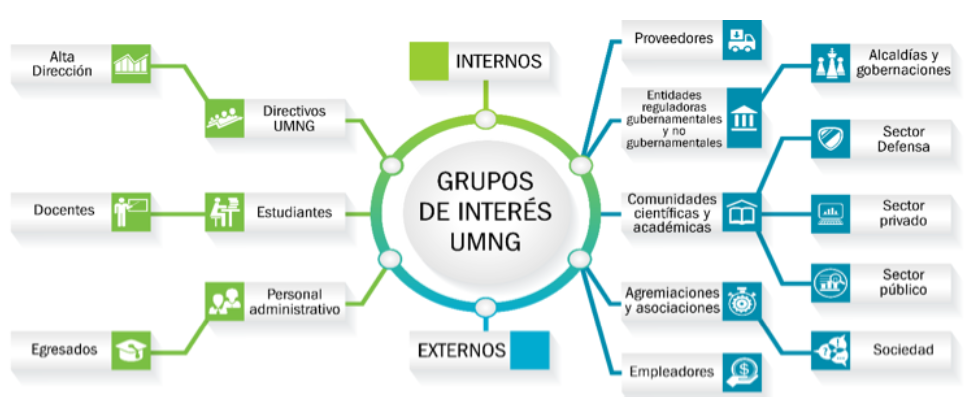 INTERNOS
Alta
Dirección
Directivos
UMNG
Docentes
Estudiantes
Personal
administrativo
Egresados
GRUPOS
DE INTERÉS
UMNG
EXTERNOS
Proveedores
Entidades
reguladoras
gubernamentales
y no
gubernamentales
Comunidades
científicas y
académicas
Agremiaciones
y asociaciones
Empleadores
Alcaldías y
gobernaciones
Sector
Defensa
Sector
privado
Sector
público
Sociedad